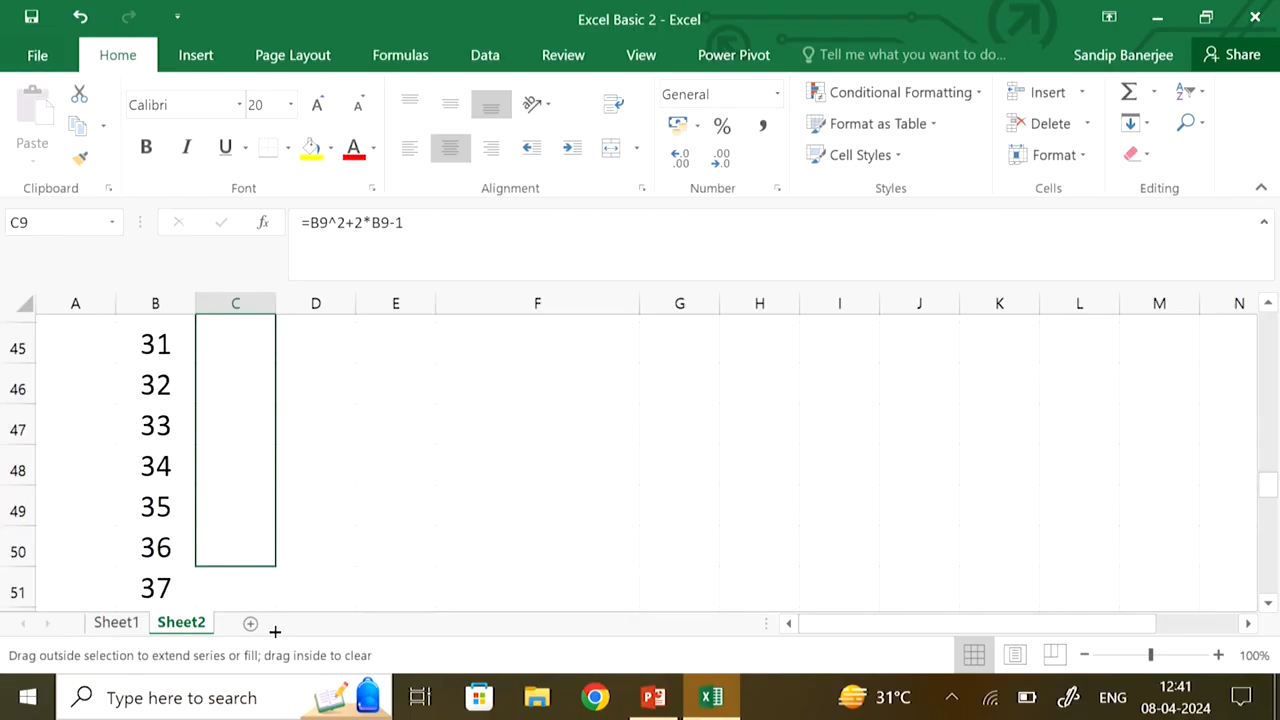 Excel Basic 2 - Excel
File Home Insert Page Layout Formulas Data Review View Power Pivot Tell me what you want to do... Sandip Banerjee Share
Paste
Clipboard
Calibri 20
B I U A
Font
Alignment
General
% ,
Number
Conditional Formatting
Format as Table
Cell Styles
Styles
Insert
Delete
Format
Cells
Editing
C9 fx =B9^2+2*B9-1
A B C D E F G H I J K L M N
45 31
46 32
47 33
48 34
49 35
50 36
51 37
Sheet1 Sheet2
Drag outside selection to extend series or fill; drag inside to clear 100%
Type here to search 31°C ENG 12:41
08-04-2024